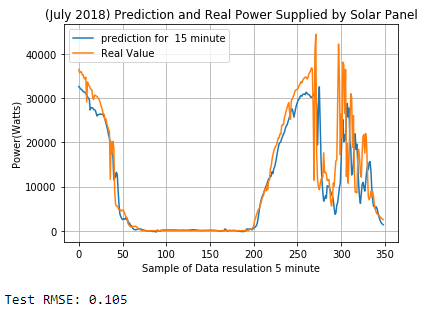 (July 2018) Prediction and Real Power Supplied by Solar Panel
prediction for 15 minute
Real Value
Power(Watts)
40000
30000
20000
10000
0
0 50 100 150 200 250 300 350
Sample of Data resulation 5 minute
Test RMSE: 0.105